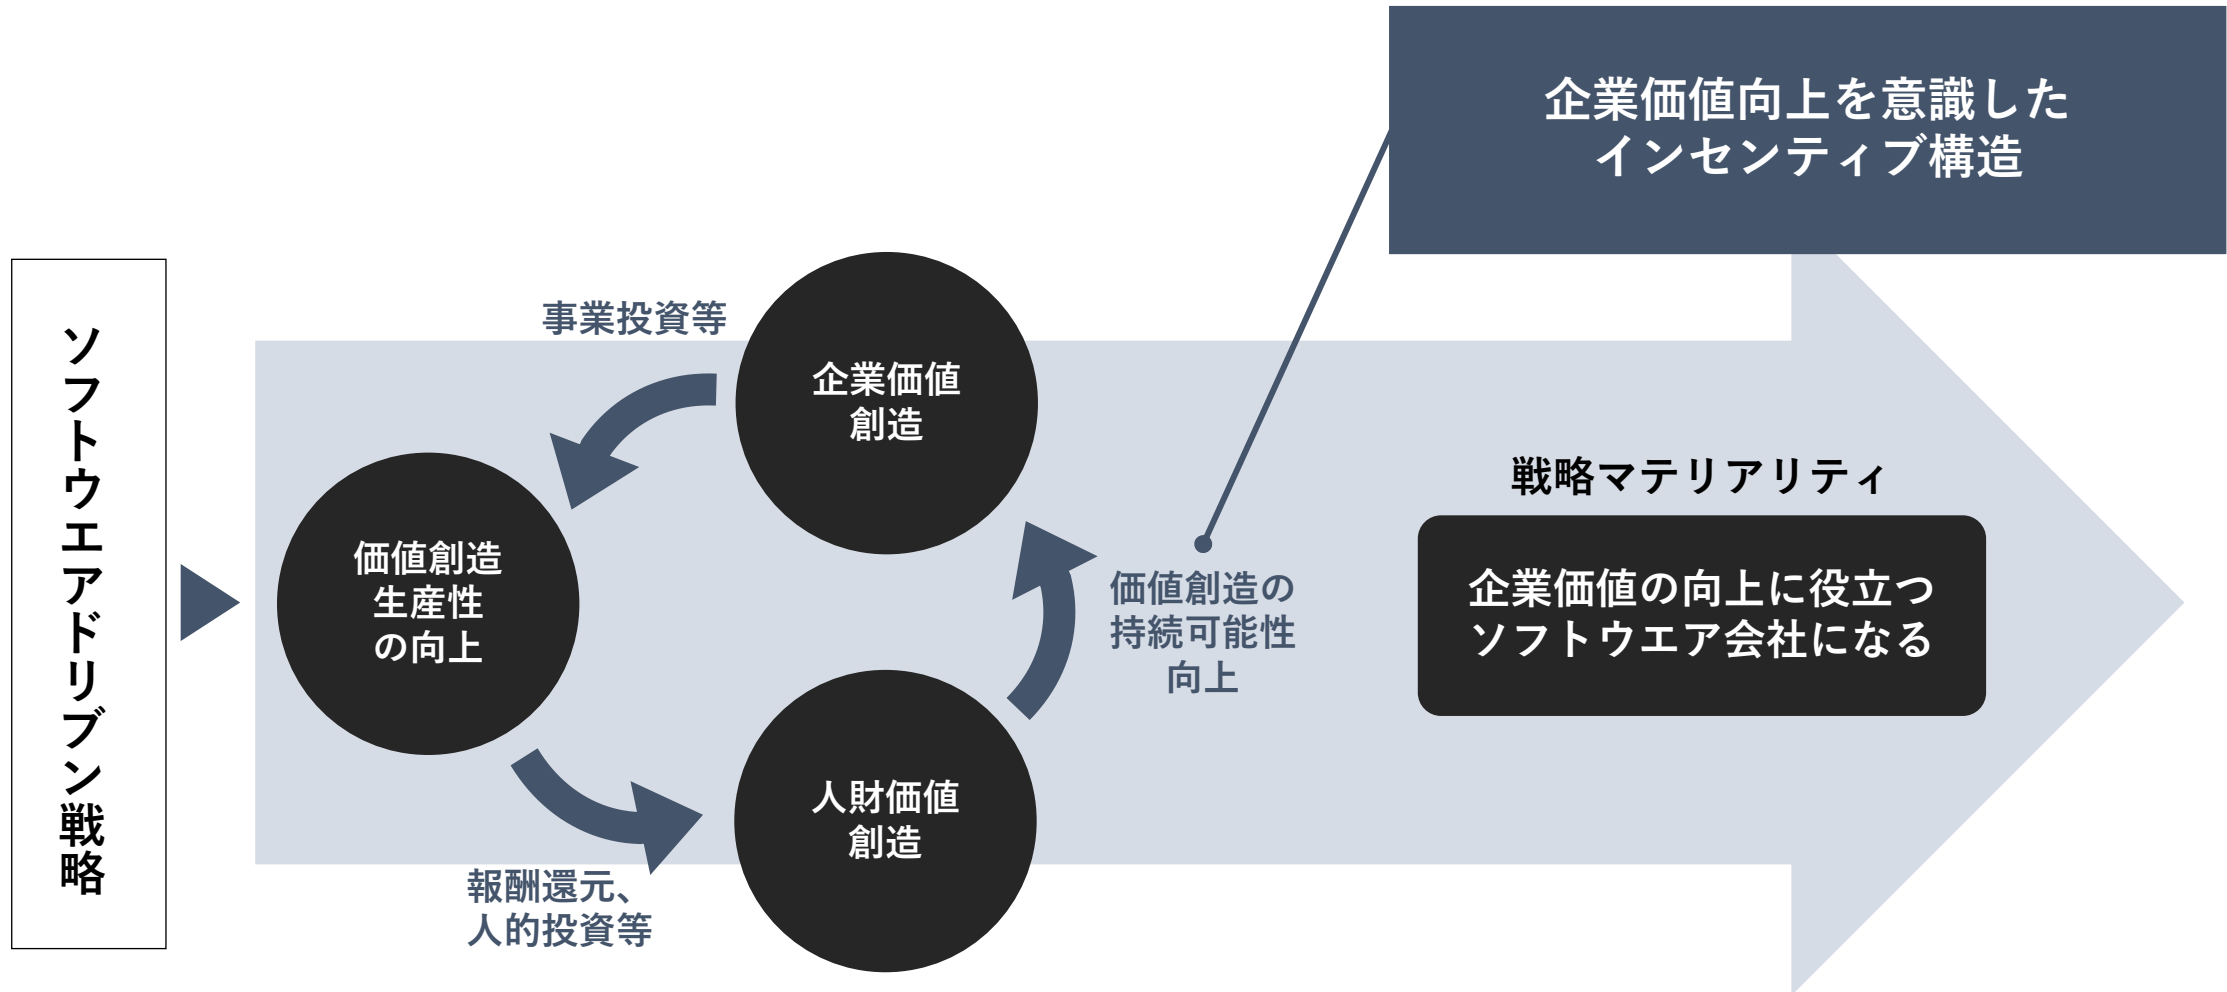 企業価値向上を意識した
インセンティブ構造
ソフトウエアドリブン戦略
事業投資等
企業価値
創造
価値創造
生産性
の向上
価値創造の
持続可能性
向上
人財価値
創造
報酬還元、
人的投資等
戦略マテリアリティ
企業価値の向上に役立つ
ソフトウエア会社になる